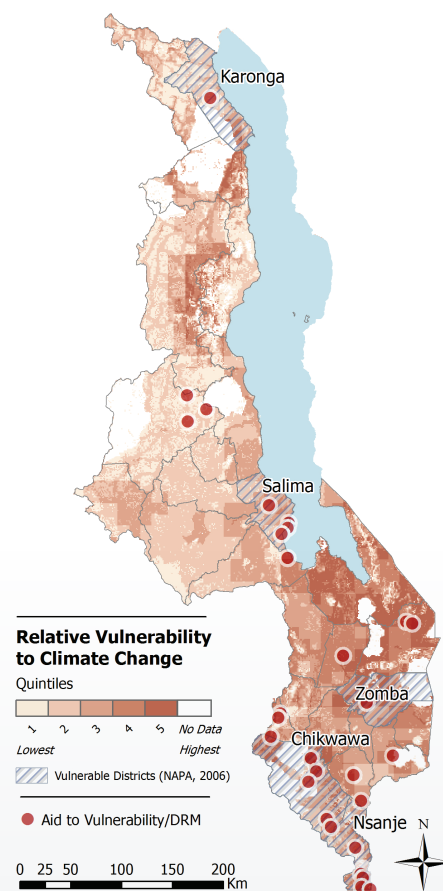 Karonga
Salima
Zomba
Chikwawa
Nsanje
Relative Vulnerability
to Climate Change
Quintiles
1 2 3 4 5 No Data
Lowest Highest
Vulnerable Districts (NAPA, 2006)
Aid to Vulnerability/DRM
N
0 25 50 100 150 200
Km